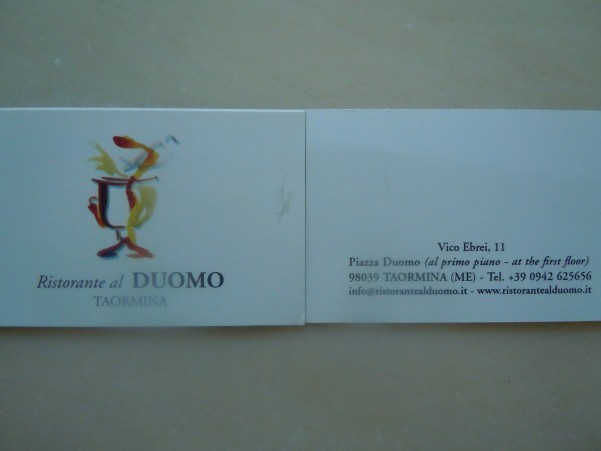 Ristorante al DUOMO
TAORMINA
Vico Ebrei, 11
Piazza Duomo (al primo piano - at the first floor)
98039 TAORMINA (ME) - Tel. +39 0942 625656
info@ristorantealduomo.it - www.ristorantealduomo.it